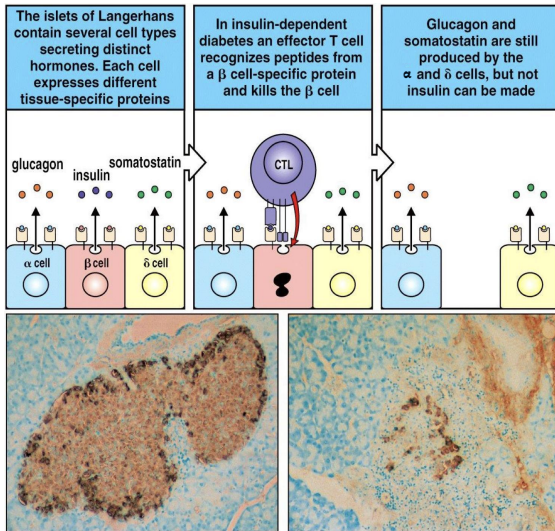 The islets of Langerhans
contain several cell types
secreting distinct
hormones. Each cell
expresses different
tissue-specific proteins
In insulin-dependent
diabetes an effector T cell
recognizes peptides from
a β cell-specific protein
and kills the β cell
Glucagon and
somatostatin are still
produced by the
α and δ cells, but not
insulin can be made
glucagon
insulin
somatostatin
α cell
β cell
δ cell
CTL